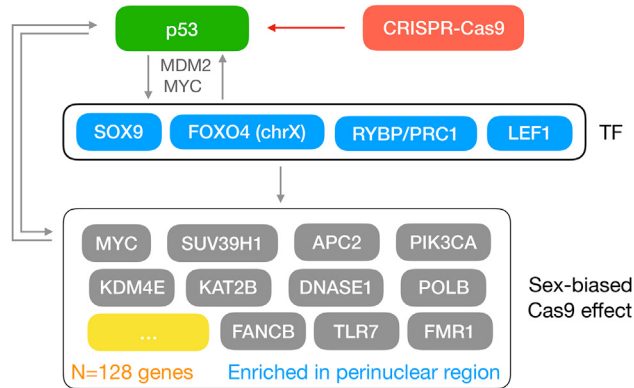 p53 CRISPR-Cas9
MDM2
MYC
SOX9 FOXO4 (chrX) RYBP/PRC1 LEF1 TF
MYC SUV39H1 APC2 PIK3CA
KDM4E KAT2B DNASE1 POLB
Sex-biased
Cas9 effect
... FANCB TLR7 FMR1
N=128 genes Enriched in perinuclear region